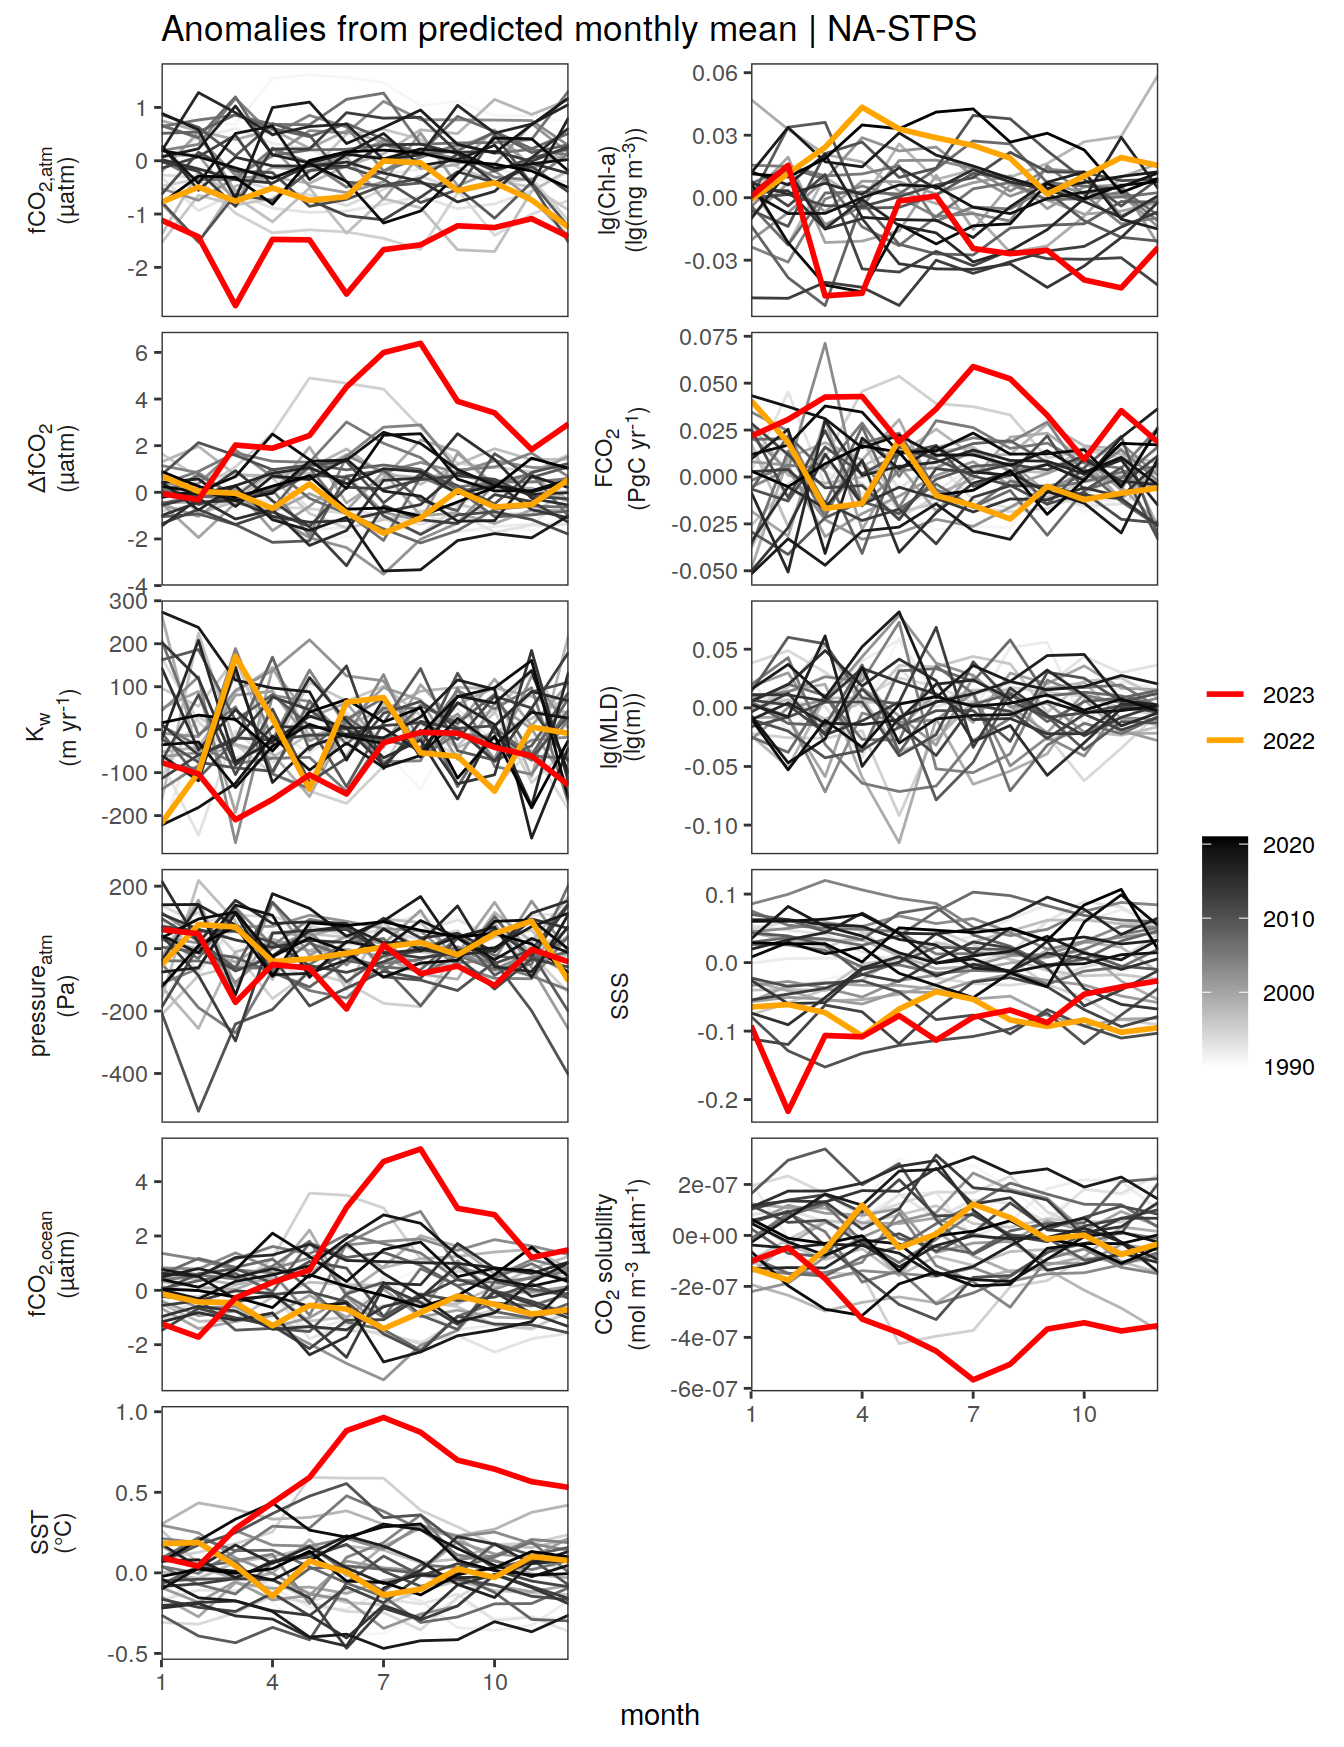 Anomalies from predicted monthly mean | NA-STPS
fCO2,atm
(µatm)
1
0
-1
-2
lg(Chl-a)
(lg(mg m-3))
0.06
0.03
0.00
-0.03
ΔfCO2
(µatm)
6
4
2
0
-2
-4
FCO2
(PgC yr-1)
0.075
0.050
0.025
0.000
-0.025
-0.050
Kw
(m yr-1)
300
200
100
0
-100
-200
lg(MLD)
(lg(m))
0.05
0.00
-0.05
-0.10
2023
2022
2020
2010
2000
1990
pressureatm
(Pa)
200
0
-200
-400
SSS
0.1
0.0
-0.1
-0.2
fCO2,ocean
(µatm)
4
2
0
-2
CO2 solubility
(mol m-3 µatm-1)
2e-07
0e+00
-2e-07
-4e-07
-6e-07
1 4 7 10
SST
(°C)
1.0
0.5
0.0
-0.5
1 4 7 10
month